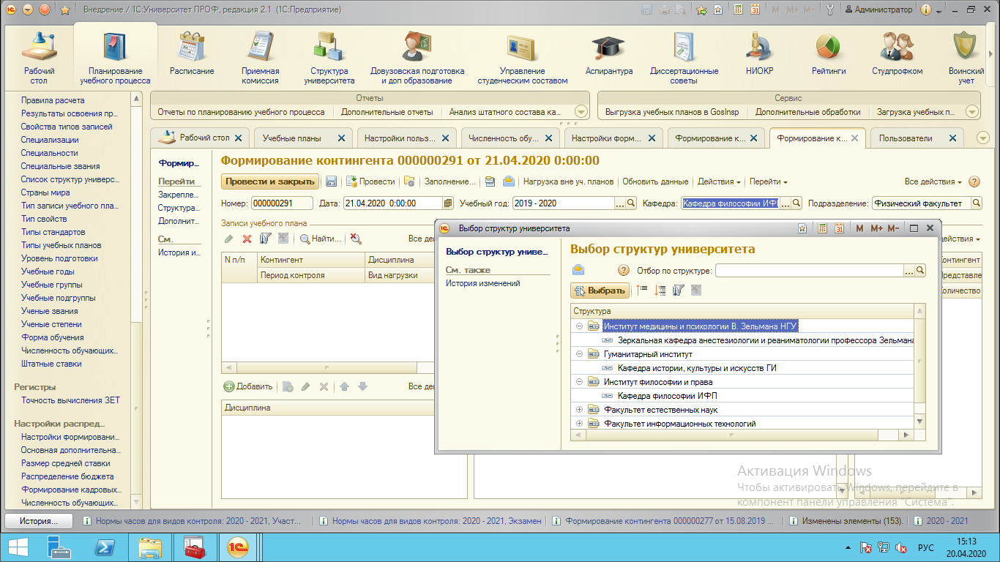 Внедрение / 1С:Университет ПРОФ, редакция 2.1 (1С:Предприятие)
M M+ M-
Администратор
Рабочий стол
Планирование учебного процесса
Расписание
Приемная комиссия
Структура университета
Довузовская подготовка и доп образование
Управление студенческим составом
Аспирантура
Диссертационные советы
НИОКР
Рейтинги
Студпрофком
Воинский учет
Отчеты
Отчеты по планированию учебного процесса
Дополнительные отчеты
Анализ штатного состава ка...
Сервис
Выгрузка учебных планов в GosInsp
Дополнительные обработки
Загрузка учебных п...
Правила расчета
Результаты освоения пр...
Свойства типов записей
Специализации
Специальности
Специальные звания
Список структур универс...
Страны мира
Тип записи учебного пла...
Тип свойств
Типы стандартов
Типы учебных планов
Уровень подготовки
Учебные годы
Учебные группы
Учебные подгруппы
Ученые звания
Ученые степени
Форма обучения
Численность обучающих...
Штатные ставки
Регистры
Точность вычисления ЗЕТ
Настройки распред...
Настройки формировани...
Основная дополнительна...
Размер средней ставки
Распределение бюджета
Формирование кадровых...
Численность обучающих...
Рабочий стол
Учебные планы
Настройки польз...
Численность обу...
Настройки форм...
Формирование к...
Формирование к...
Пользователи
Формир...
Перейти
Закрепле...
Структура...
Дополнит...
См.
История и...
Формирование контингента 000000291 от 21.04.2020 0:00:00
Провести и закрыть
Провести
Заполнение...
Нагрузка вне уч. планов
Обновить данные
Действия
Перейти
Все действия
Номер: 000000291
Дата: 21.04.2020 0:00:00
Учебный год: 2019 - 2020
Кафедра: Кафедра философии ИФ
Подразделение: Физический факультет
Записи учебного плана
Найти...
Все де
N п/п
Контингент
Дисциплина
Период контроля
Вид нагрузки
Добавить
Все де
Дисциплина
действия
Контингент
Представле
Количество
Выбор структур университета
M M+ M-
Выбор структур униве...
См. также
История изменений
Выбор структур университета
Отбор по структуре:
Выбрать
Структура
Институт медицины и психологии В. Зельмана НГУ
Зеркальная кафедра анестезиологии и реаниматологии профессора Зельмана
Гуманитарный институт
Кафедра истории, культуры и искусств ГИ
Институт философии и права
Кафедра философии ИФП
Факультет естественных наук
Факультет информационных технологий
Активация Windows
Чтобы активировать Windows, перейдите в
компонент панели управления "Система".
История...
Нормы часов для видов контроля: 2020 - 2021, Участ...
Нормы часов для видов контроля: 2020 - 2021, Экзамен
Формирование контингента 000000277 от 15.08.2019 ...
Изменены элементы (153).
2020 - 2021
РУС
15:13
20.04.2020